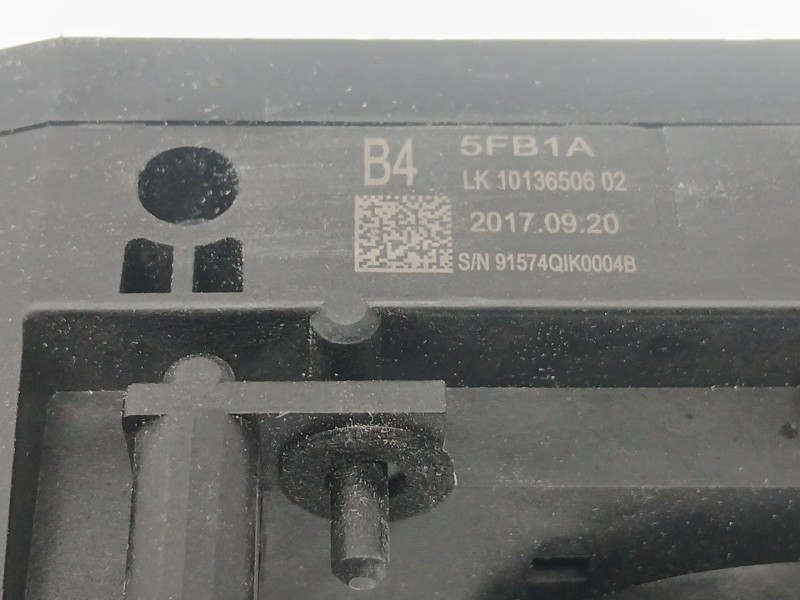 B4 5FB1A
LK 10136506 02
2017.09.20
S/N 91574QIK0004B